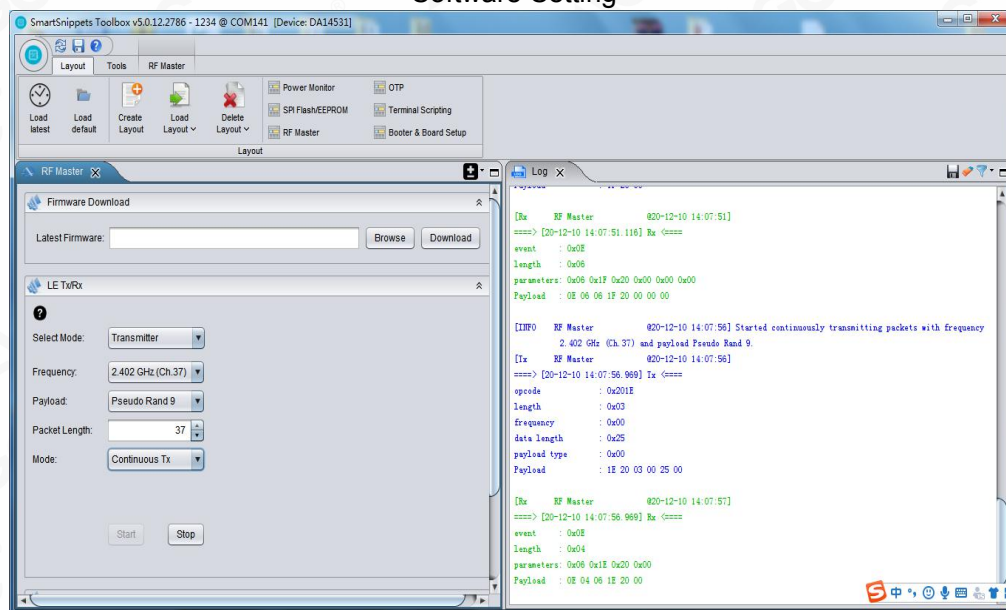 Software Setting
SmartSnippets Toolbox v5.0.12.2786 - 1234 @ COM141 [Device: DA14531]
Layout Tools RF Master
Load latest
Load default
Create Layout
Load Layout
Delete Layout
Power Monitor
SPI Flash/EEPROM
RF Master
OTP
Terminal Scripting
Booter & Board Setup
Layout
RF Master
Firmware Download
Latest Firmware: Browse Download
LE Tx/Rx
Select Mode: Transmitter
Frequency: 2.402 GHz (Ch.37)
Payload: Pseudo Rand 9
Packet Length: 37
Mode: Continuous Tx
Start Stop
Log
[Rx RF Master @20-12-10 14:07:51]
====> [20-12-10 14:07:51.116] Rx <====
event : 0x0E
length : 0x06
parameters: 0x06 0x1F 0x20 0x00 0x00 0x00
Payload : 0E 06 06 1F 20 00 00 00
[INFO RF Master @20-12-10 14:07:56] Started continuously transmitting packets with frequency
2.402 GHz (Ch.37) and payload Pseudo Rand 9.
[Tx RF Master @20-12-10 14:07:56]
====> [20-12-10 14:07:56.969] Tx <====
opcode : 0x201E
length : 0x03
frequency : 0x00
data length : 0x25
payload type : 0x00
Payload : 1E 20 03 00 25 00
[Rx RF Master @20-12-10 14:07:57]
====> [20-12-10 14:07:56.969] Rx <====
event : 0x0E
length : 0x04
parameters: 0x06 0x1E 0x20 0x00
Payload : 0E 04 06 1E 20 00
中